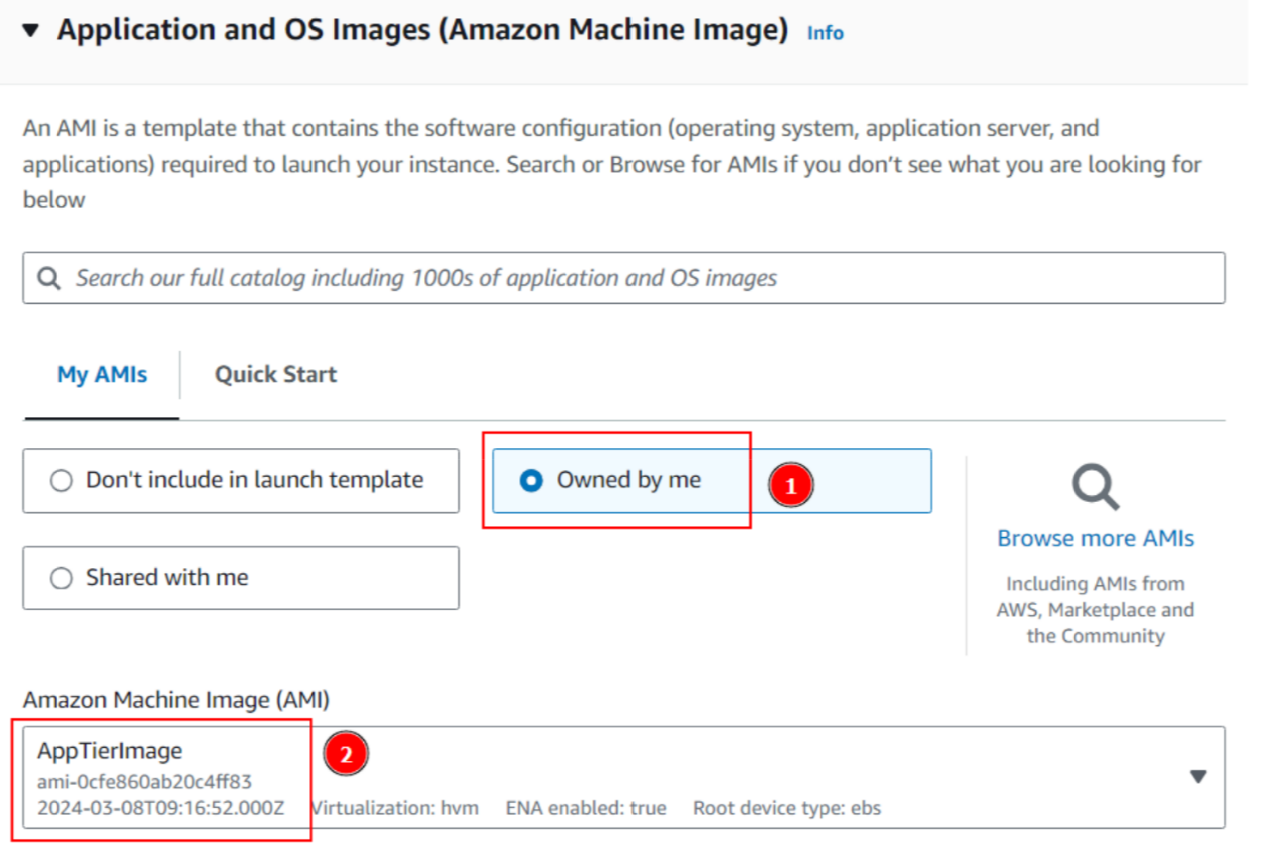 Application and OS Images (Amazon Machine Image) Info
An AMI is a template that contains the software configuration (operating system, application server, and
applications) required to launch your instance. Search or Browse for AMIs if you don't see what you are looking for
below
Search our full catalog including 1000s of application and OS images
My AMIs
Quick Start
Don't include in launch template
Owned by me
1
Shared with me
Browse more AMIs
Including AMIs from
AWS, Marketplace and
the Community
Amazon Machine Image (AMI)
AppTierImage
2
ami-0cfe860ab20c4ff83
2024-03-08T09:16:52.000Z Virtualization: hvm ENA enabled: true Root device type: ebs